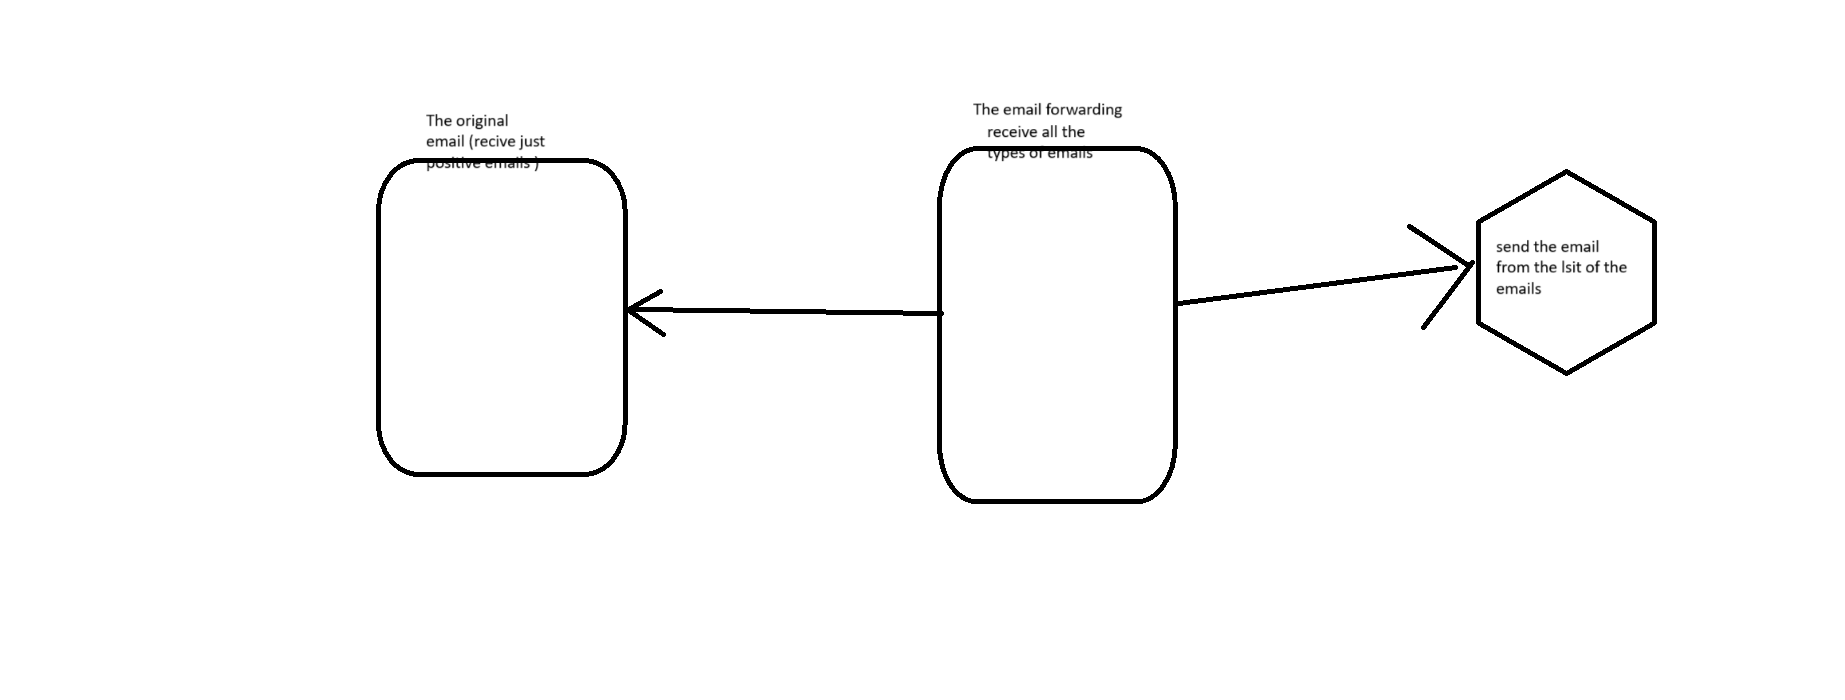 The original
email (recive just
positive emails )
The email forwarding
receive all the
types of emails
send the email
from the lsit of the
emails